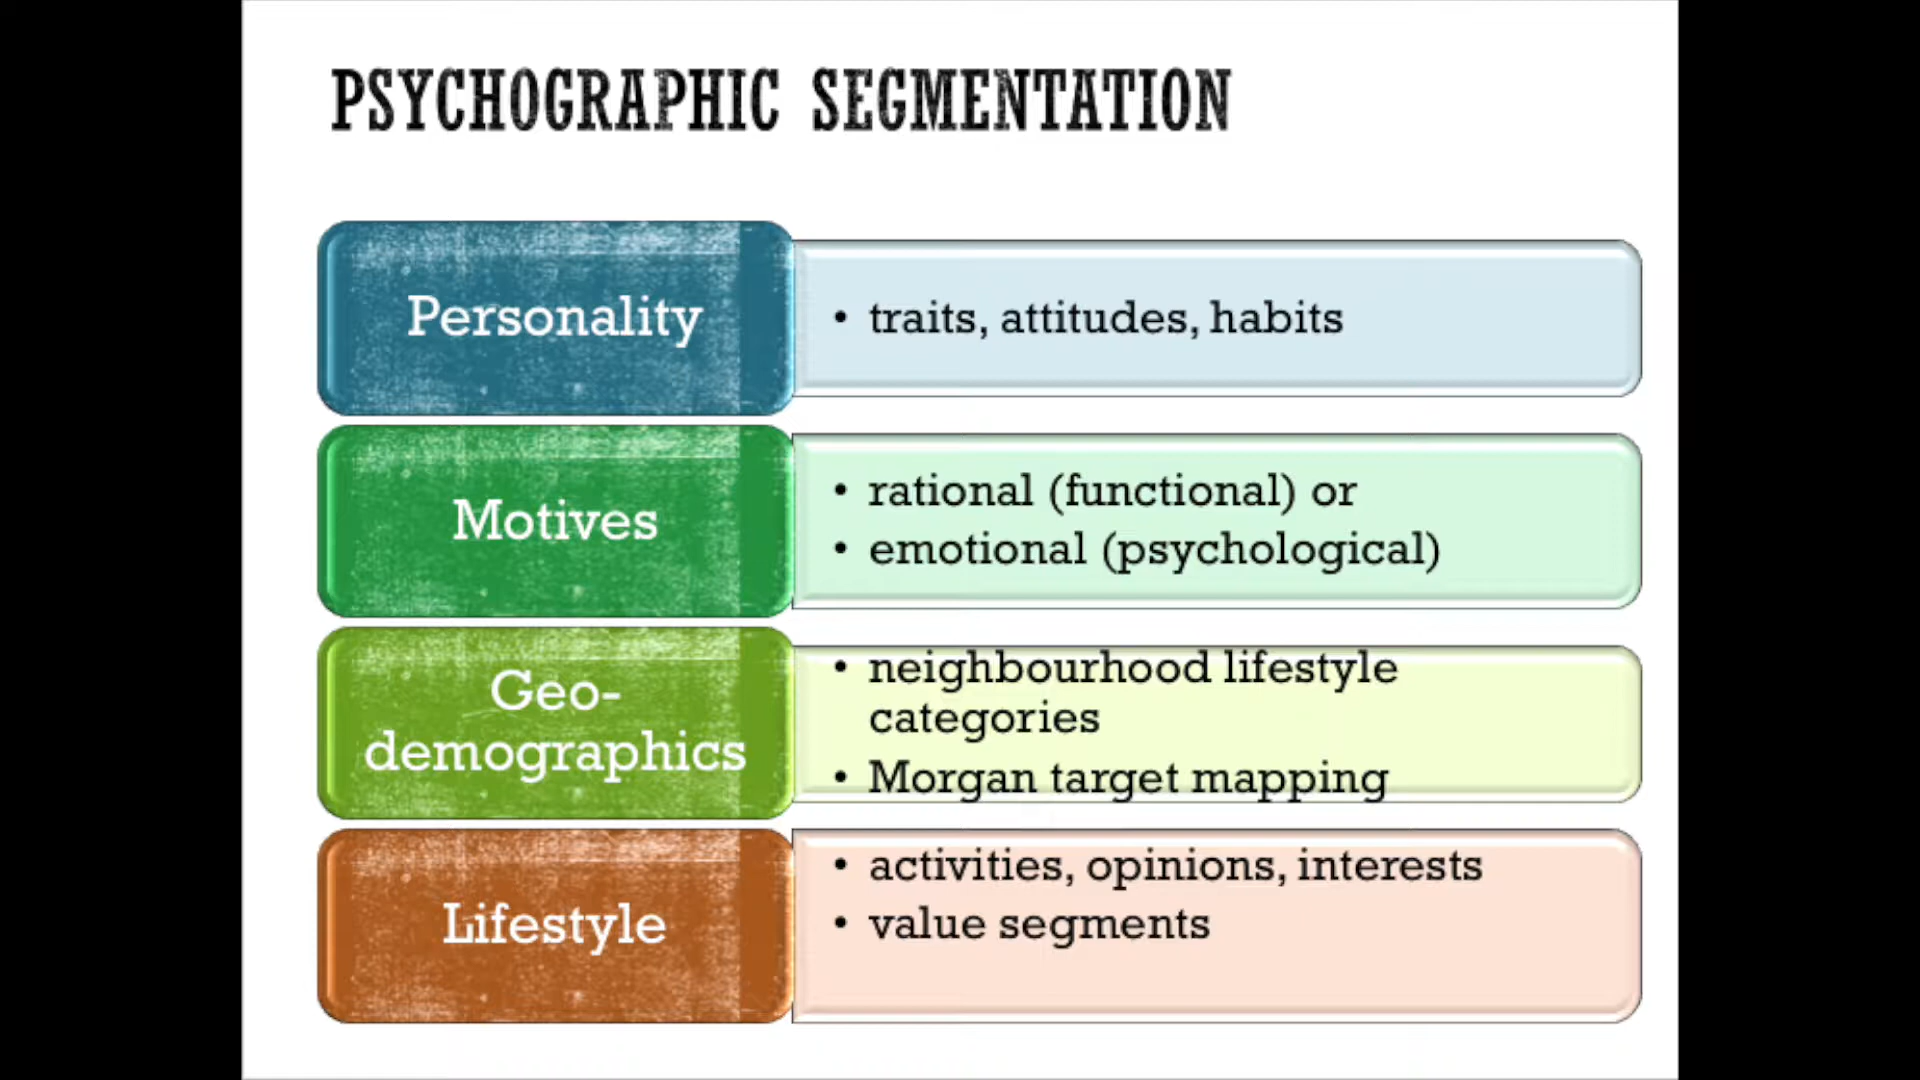 PSYCHOGRAPHIC SEGMENTATION
Personality
• traits, attitudes, habits
Motives
• rational (functional) or
• emotional (psychological)
Geo-
demographics
• neighbourhood lifestyle
categories
• Morgan target mapping
Lifestyle
• activities, opinions, interests
• value segments